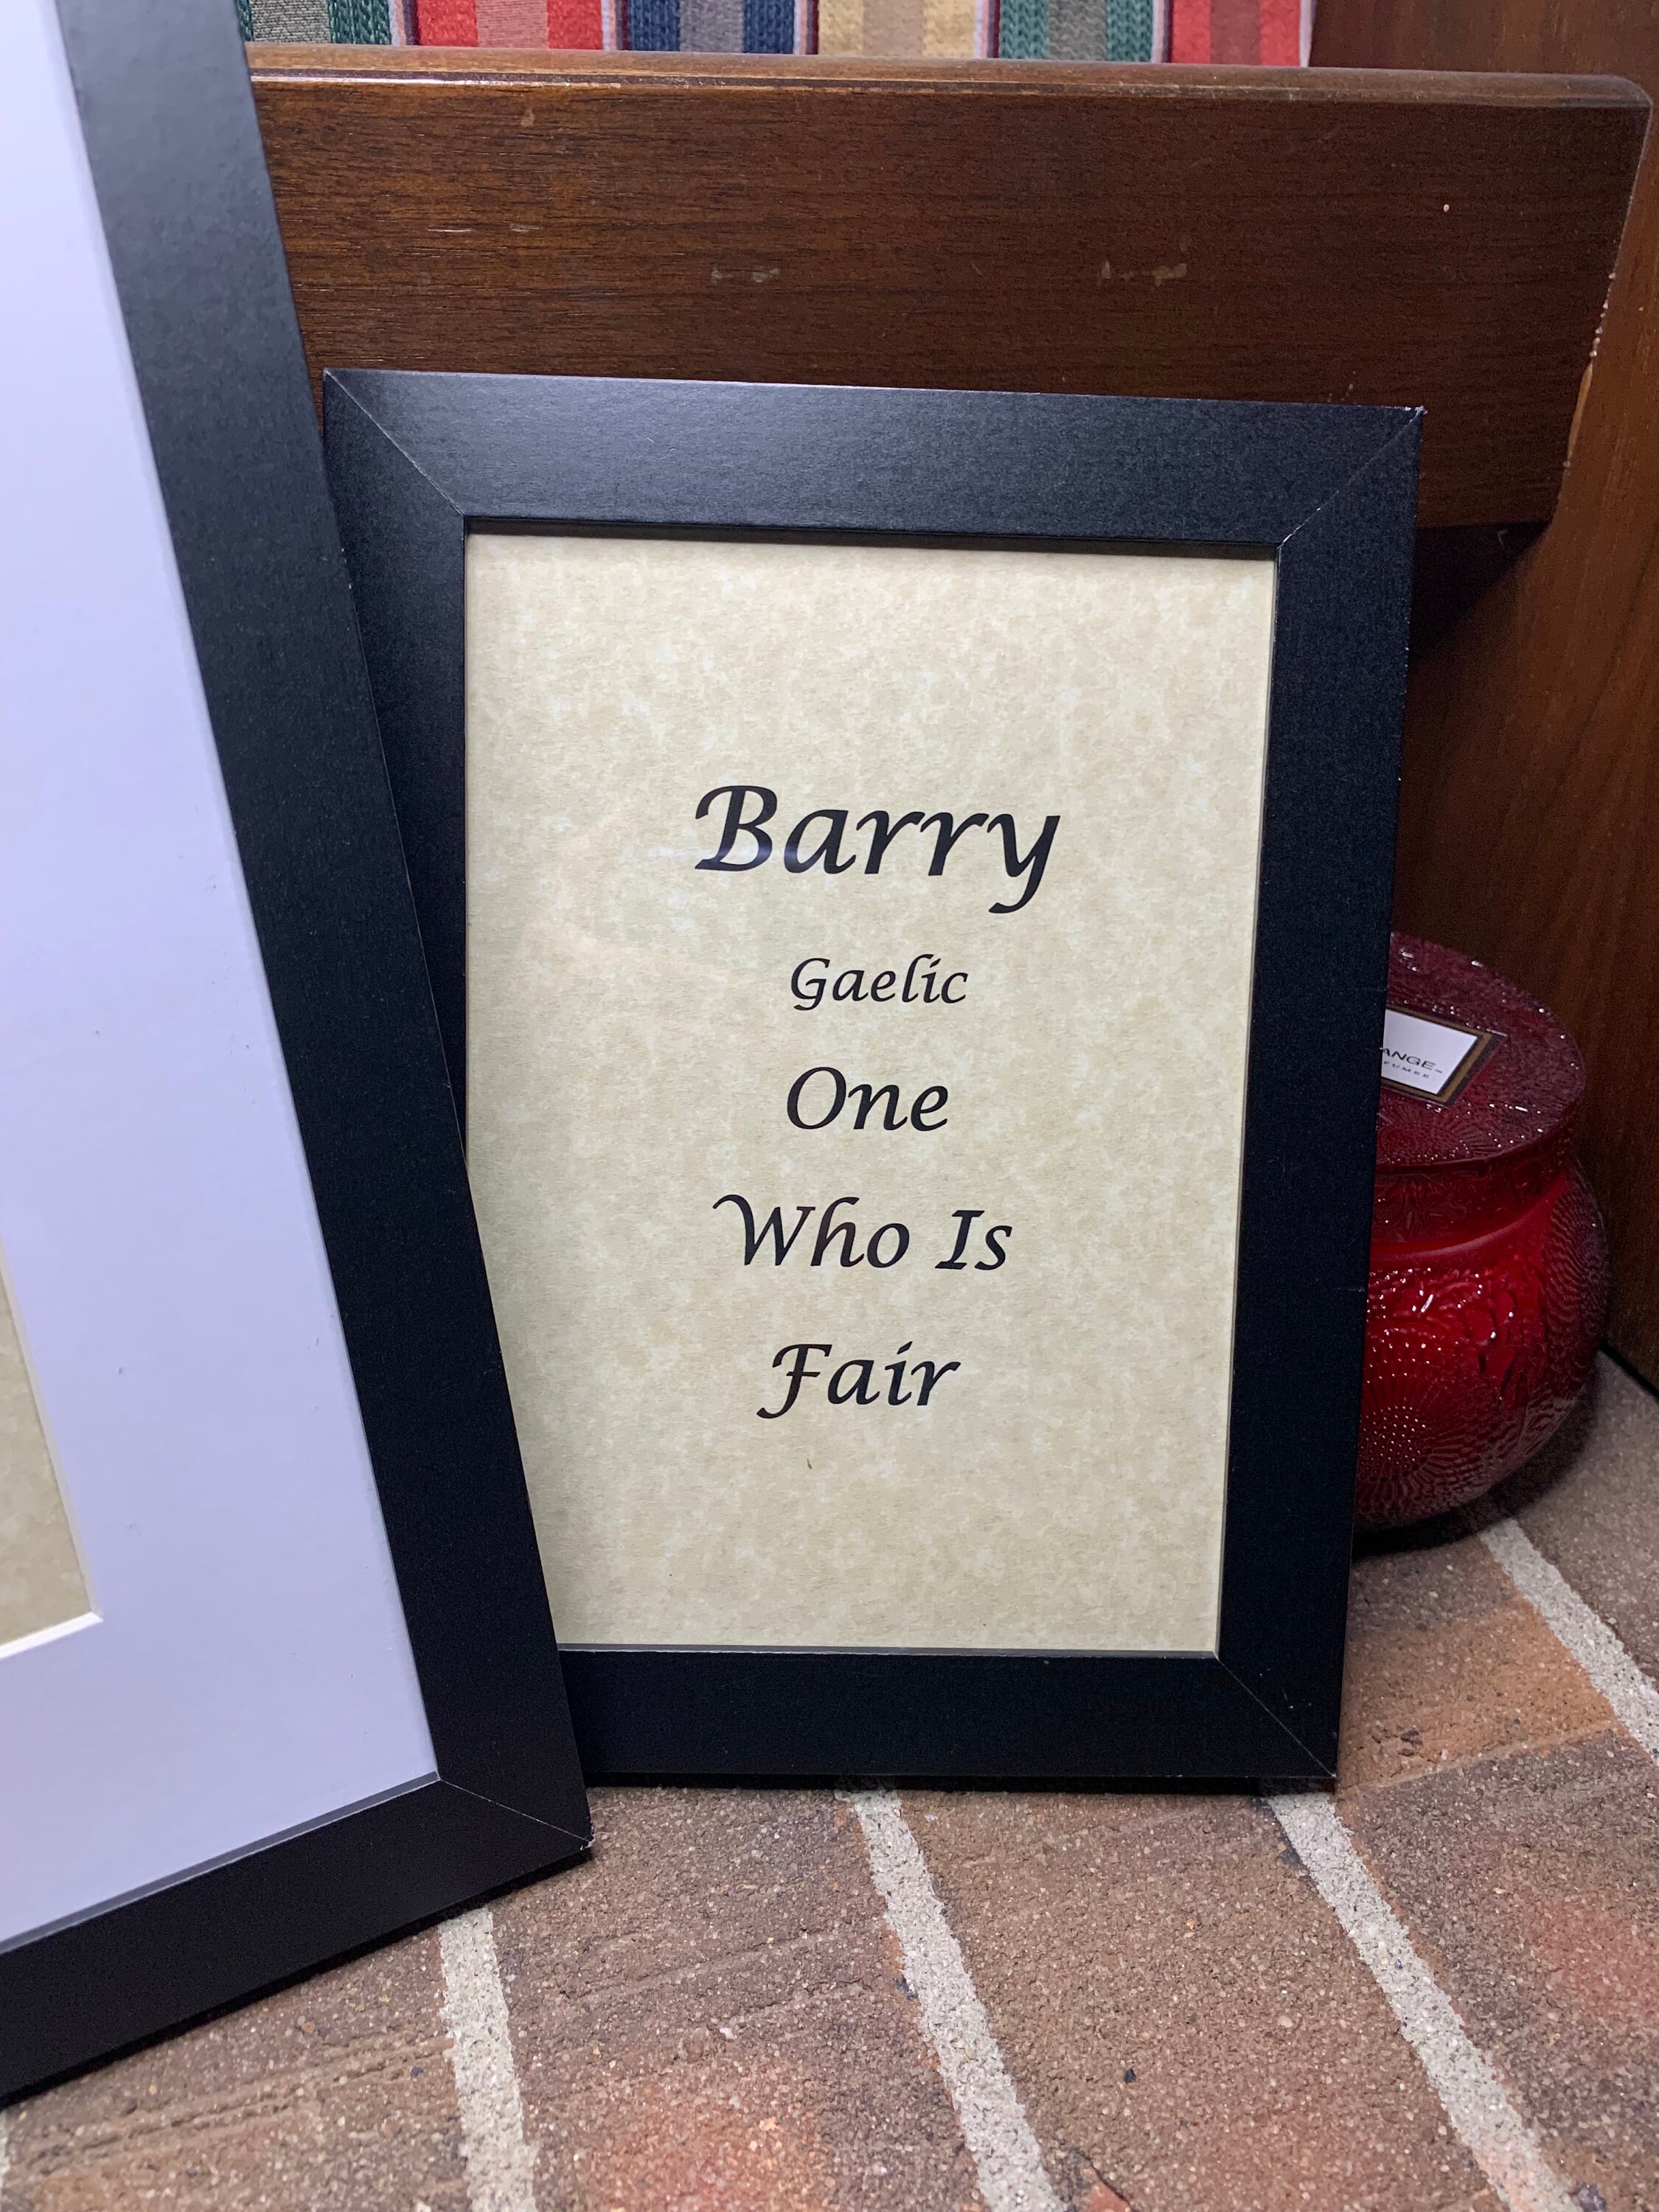 Barry
Gaelic
One
Who Is
Fair